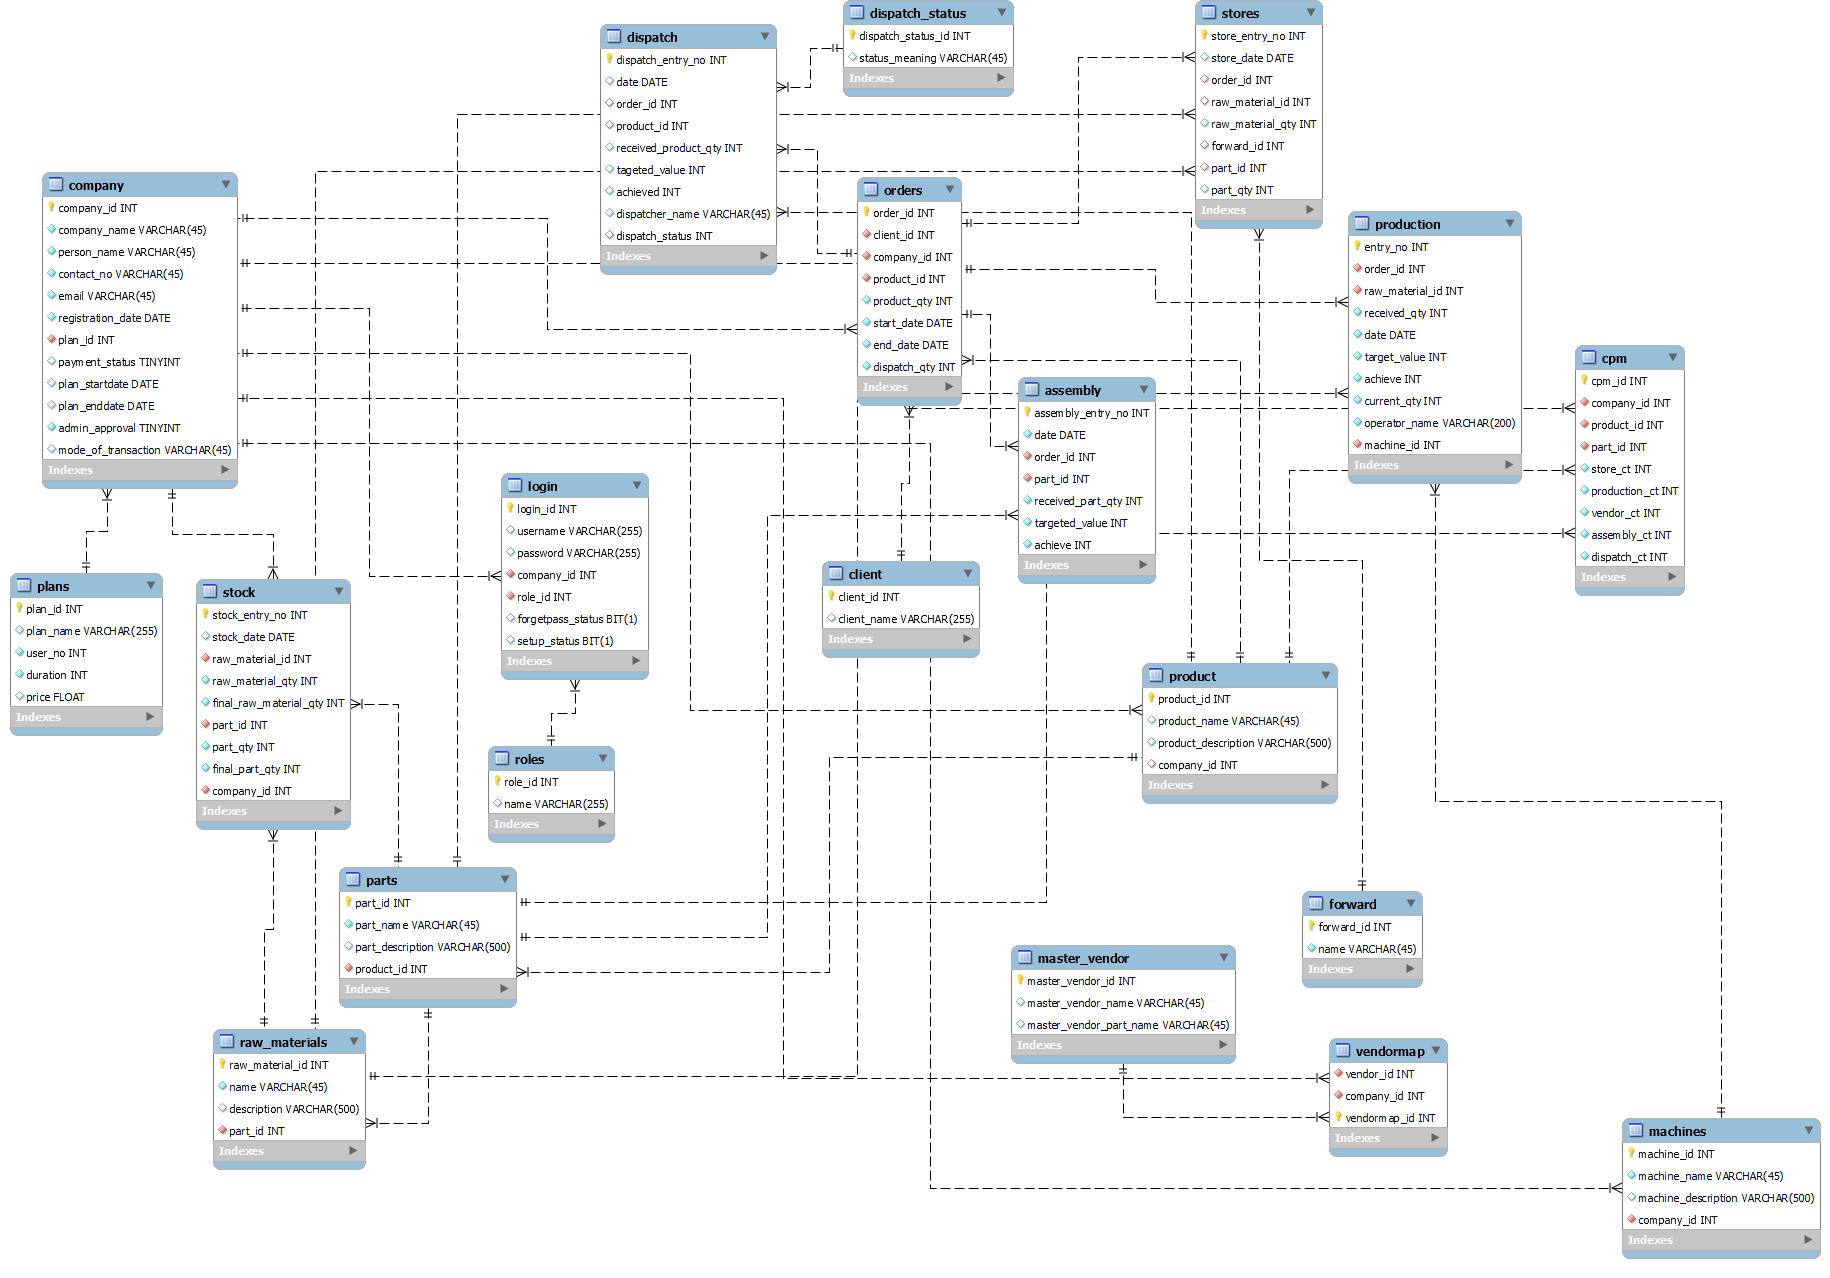 dispatch_status
dispatch_status_id INT
status_meaning VARCHAR(45)
Indexes
stores
store_entry_no INT
store_date DATE
order_id INT
raw_material_id INT
raw_material_qty INT
forward_id INT
part_id INT
part_qty INT
Indexes
dispatch
dispatch_entry_no INT
date DATE
order_id INT
product_id INT
received_product_qty INT
tageted_value INT
achieved INT
dispatcher_name VARCHAR(45)
dispatch_status INT
Indexes
company
company_id INT
company_name VARCHAR(45)
person_name VARCHAR(45)
contact_no VARCHAR(45)
email VARCHAR(45)
registration_date DATE
plan_id INT
payment_status TINYINT
plan_startdate DATE
plan_enddate DATE
admin_approval TINYINT
mode_of_transaction VARCHAR(45)
Indexes
orders
order_id INT
client_id INT
company_id INT
product_id INT
product_qty INT
start_date DATE
end_date DATE
dispatch_qty INT
Indexes
production
entry_no INT
order_id INT
raw_material_id INT
received_qty INT
date DATE
target_value INT
achieve INT
current_qty INT
operator_name VARCHAR(200)
machine_id INT
Indexes
cpm
cpm_id INT
company_id INT
product_id INT
part_id INT
store_ct INT
production_ct INT
vendor_ct INT
assembly_ct INT
dispatch_ct INT
Indexes
assembly
assembly_entry_no INT
date DATE
order_id INT
part_id INT
received_part_qty INT
targeted_value INT
achieve INT
Indexes
login
login_id INT
username VARCHAR(255)
password VARCHAR(255)
company_id INT
role_id INT
forgetpass_status BIT(1)
setup_status BIT(1)
Indexes
client
client_id INT
client_name VARCHAR(255)
Indexes
plans
plan_id INT
plan_name VARCHAR(255)
user_no INT
duration INT
price FLOAT
Indexes
stock
stock_entry_no INT
stock_date DATE
raw_material_id INT
raw_material_qty INT
final_raw_material_qty INT
part_id INT
part_qty INT
final_part_qty INT
company_id INT
Indexes
product
product_id INT
product_name VARCHAR(45)
product_description VARCHAR(500)
company_id INT
Indexes
roles
role_id INT
name VARCHAR(255)
Indexes
parts
part_id INT
part_name VARCHAR(45)
part_description VARCHAR(500)
product_id INT
Indexes
forward
forward_id INT
name VARCHAR(45)
Indexes
master_vendor
master_vendor_id INT
master_vendor_name VARCHAR(45)
master_vendor_part_name VARCHAR(45)
Indexes
raw_materials
raw_material_id INT
name VARCHAR(45)
description VARCHAR(500)
part_id INT
Indexes
vendormap
vendor_id INT
company_id INT
vendormap_id INT
Indexes
machines
machine_id INT
machine_name VARCHAR(45)
machine_description VARCHAR(500)
company_id INT
Indexes